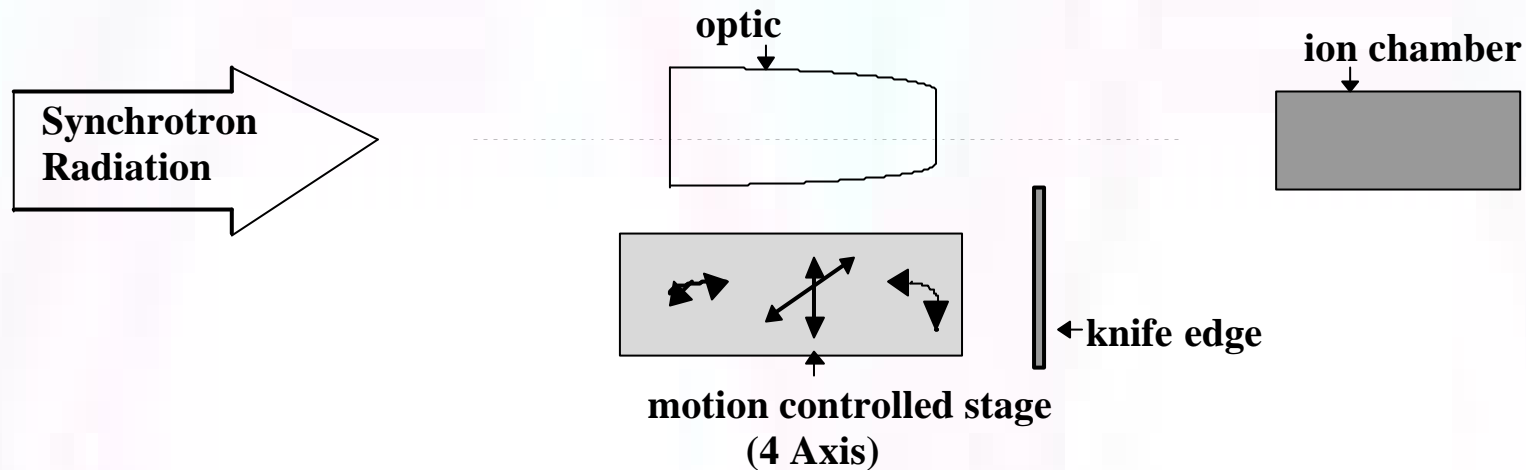 optic
ion chamber
Synchrotron
Radiation
knife edge
motion controlled stage
(4 Axis)